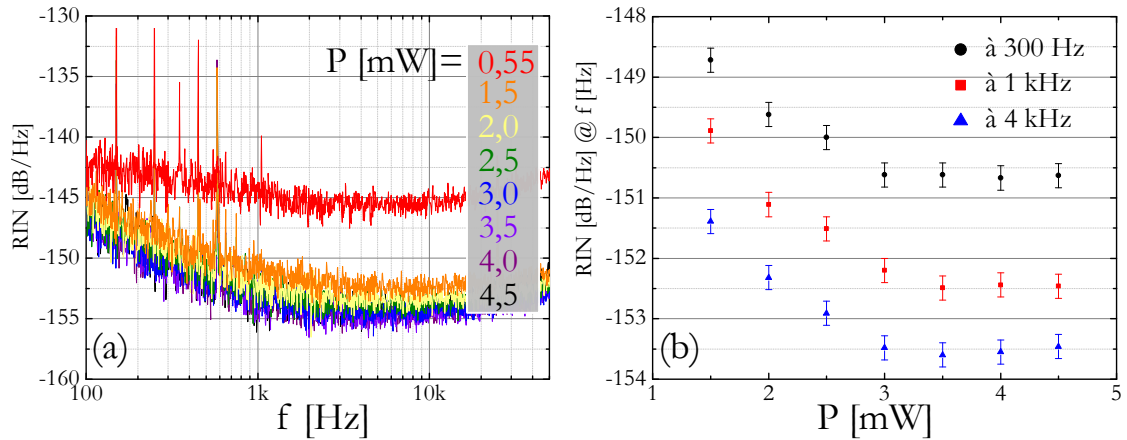 -130
-135
-140
-145
-150
-155
-160
RIN [dB/Hz]
P [mW]=
0,55
1,5
2,0
2,5
3,0
3,5
4,0
4,5
(a)
100
1k
10k
f [Hz]
-148
-149
-150
-151
-152
-153
-154
RIN [dB/Hz] @ f [Hz]
à 300 Hz
à 1 kHz
à 4 kHz
(b)
1
2
3
4
5
P [mW]